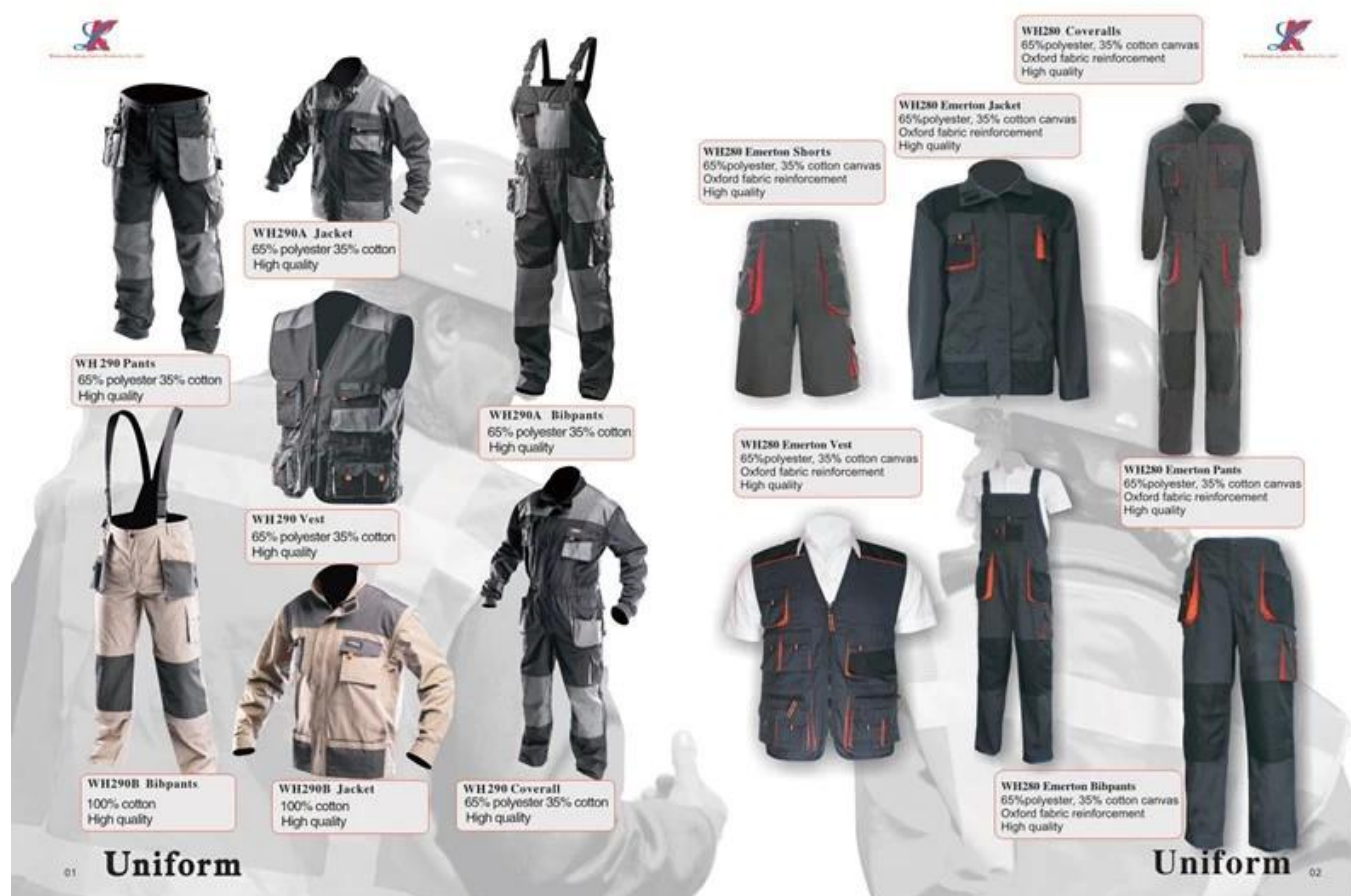 WH290A Jacket
65% polyester 35% cotton
High quality
WH 290 Pants
65% polyester 35% cotton
High quality
WH290A Bibpants
65% polyester 35% cotton
High quality
WH 290 Vest
65% polyester 35% cotton
High quality
WH290B Bibpants
100% cotton
High quality
WH290B Jacket
100% cotton
High quality
WH 290 Coverall
65% polyester 35% cotton
High quality
01
Uniform
WH280 Coveralls
65%polyester, 35% cotton canvas
Oxford fabric reinforcement
High quality
WH280 Emerton Jacket
65%polyester, 35% cotton canvas
Oxford fabric reinforcement
High quality
WH280 Emerton Shorts
65%polyester, 35% cotton canvas
Oxford fabric reinforcement
High quality
WH280 Emerton Vest
65%polyester, 35% cotton canvas
Oxford fabric reinforcement
High quality
WH280 Emerton Pants
65%polyester, 35% cotton canvas
Oxford fabric reinforcement
High quality
WH280 Emerton Bibpants
65%polyester, 35% cotton canvas
Oxford fabric reinforcement
High quality
Uniform
02